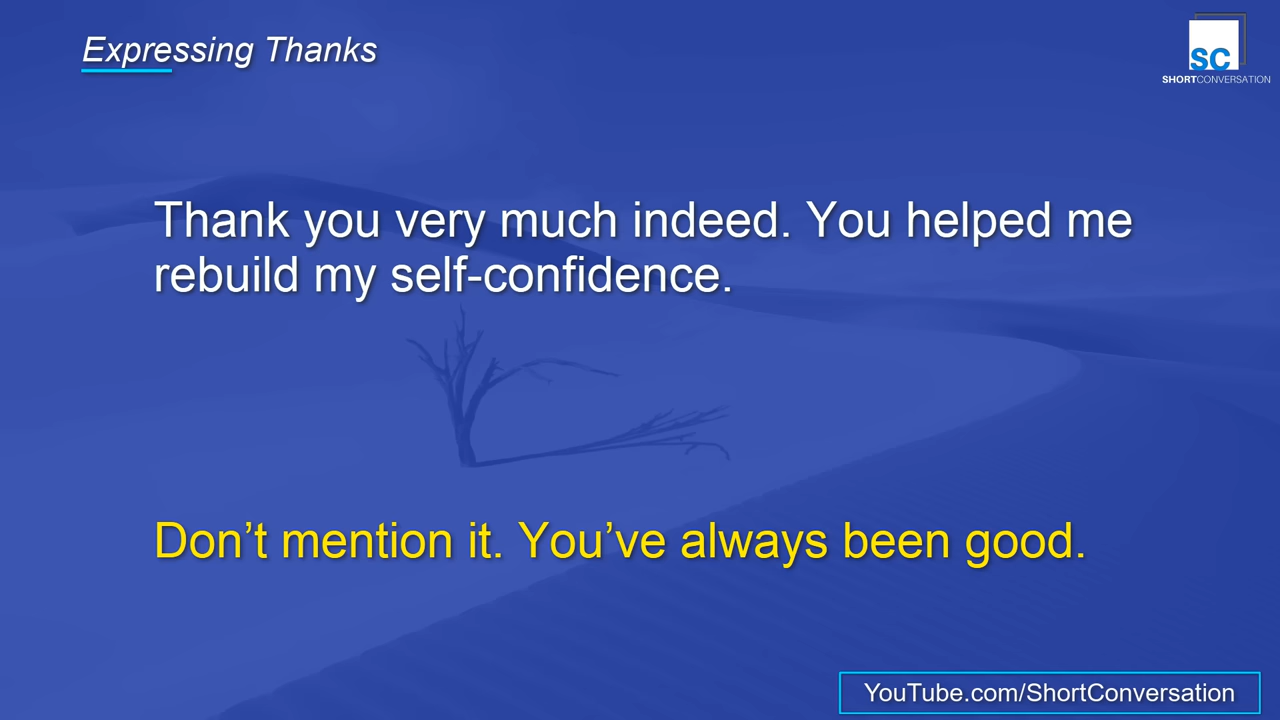 Expressing Thanks
SC
SHORTCONVERSATION
Thank you very much indeed. You helped me
rebuild my self-confidence.
Don’t mention it. You’ve always been good.
YouTube.com/ShortConversation